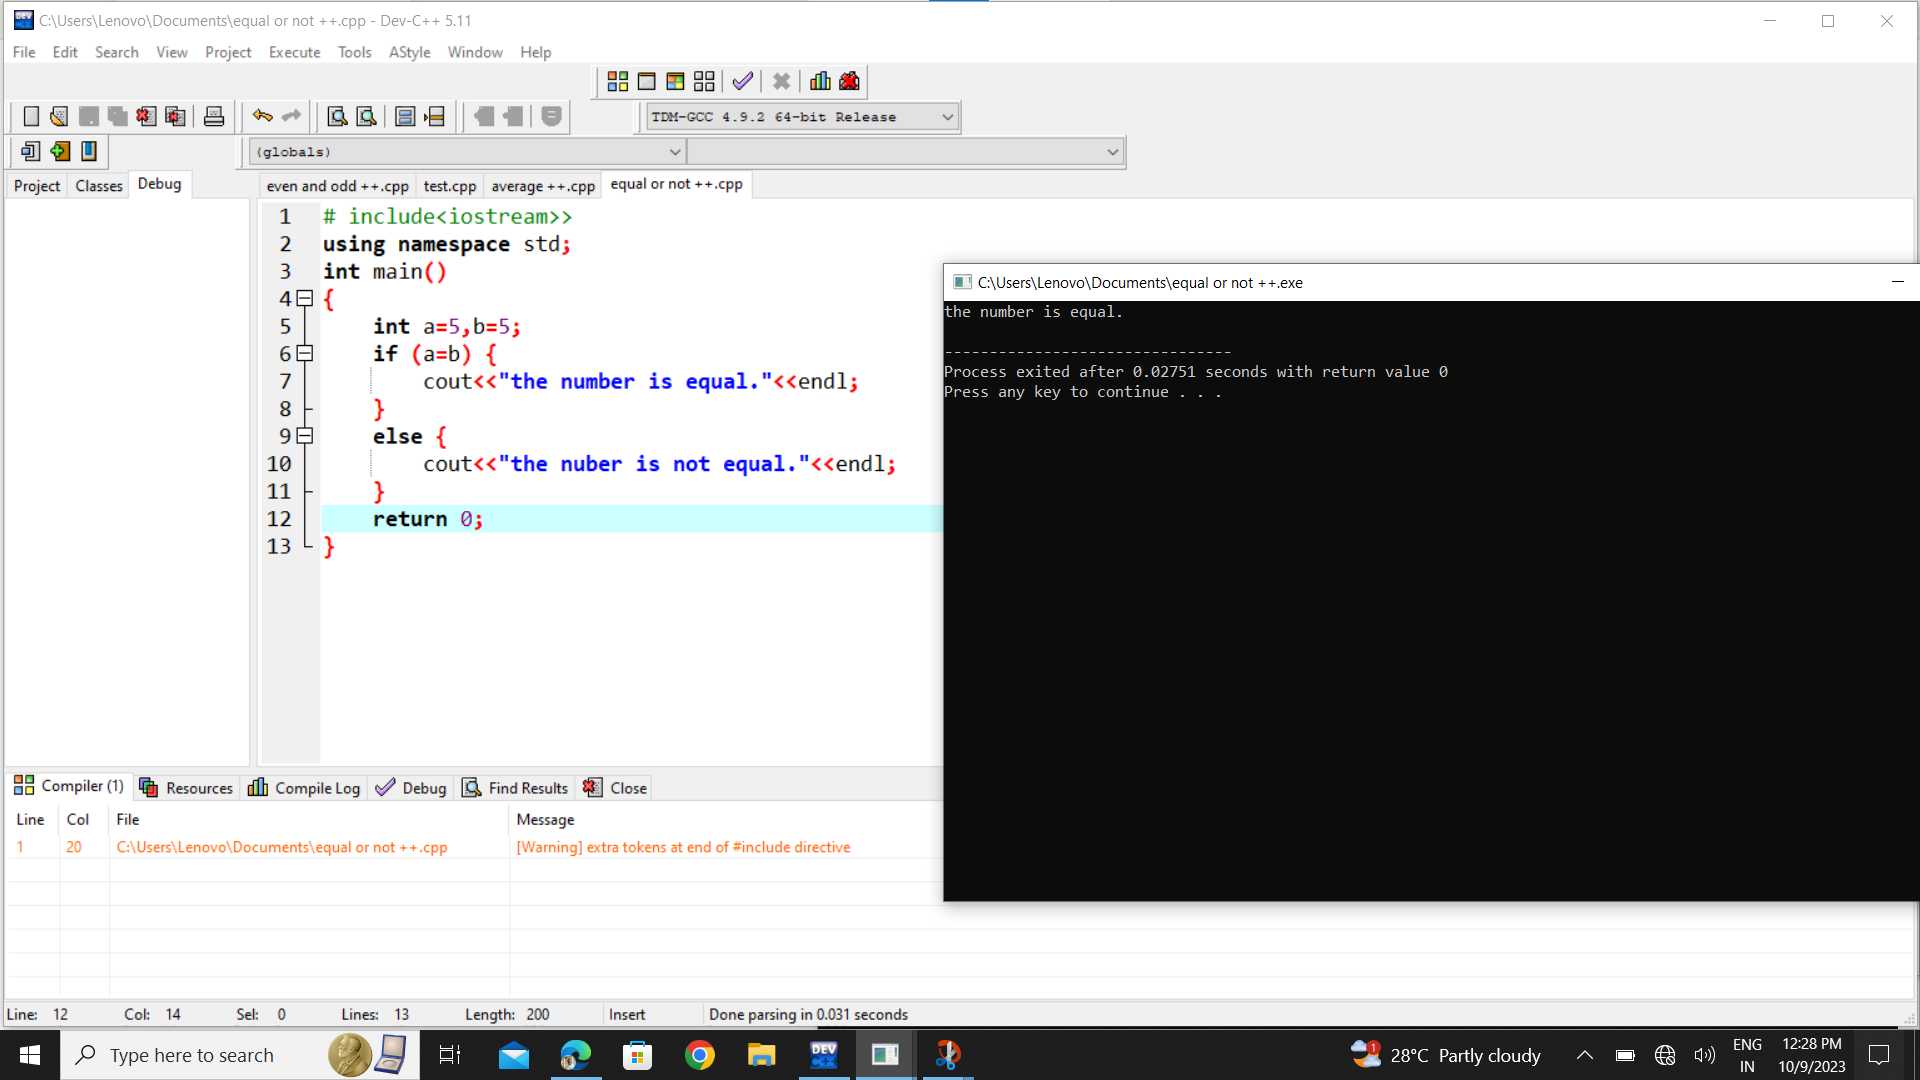 C:\Users\Lenovo\Documents\equal or not ++.cpp - Dev-C++ 5.11
File Edit Search View Project Execute Tools AStyle Window Help
TDM-GCC 4.9.2 64-bit Release
(globals)
Project Classes Debug
even and odd ++.cpp test.cpp average ++.cpp equal or not ++.cpp
1 # include<iostream>>
2 using namespace std;
3 int main()
4 {
5 int a=5,b=5;
6 if (a=b) {
7 cout<<"the number is equal."<<endl;
8 }
9 else {
10 cout<<"the nuber is not equal."<<endl;
11 }
12 return 0;
13 }
C:\Users\Lenovo\Documents\equal or not ++.exe
the number is equal.
--------------------------------
Process exited after 0.02751 seconds with return value 0
Press any key to continue . . .
Compiler (1) Resources Compile Log Debug Find Results Close
Line Col File Message
1 20 C:\Users\Lenovo\Documents\equal or not ++.cpp [Warning] extra tokens at end of #include directive
Line: 12 Col: 14 Sel: 0 Lines: 13 Length: 200 Insert Done parsing in 0.031 seconds
Type here to search
DEV
1
28°C Partly cloudy
ENG
IN
12:28 PM
10/9/2023